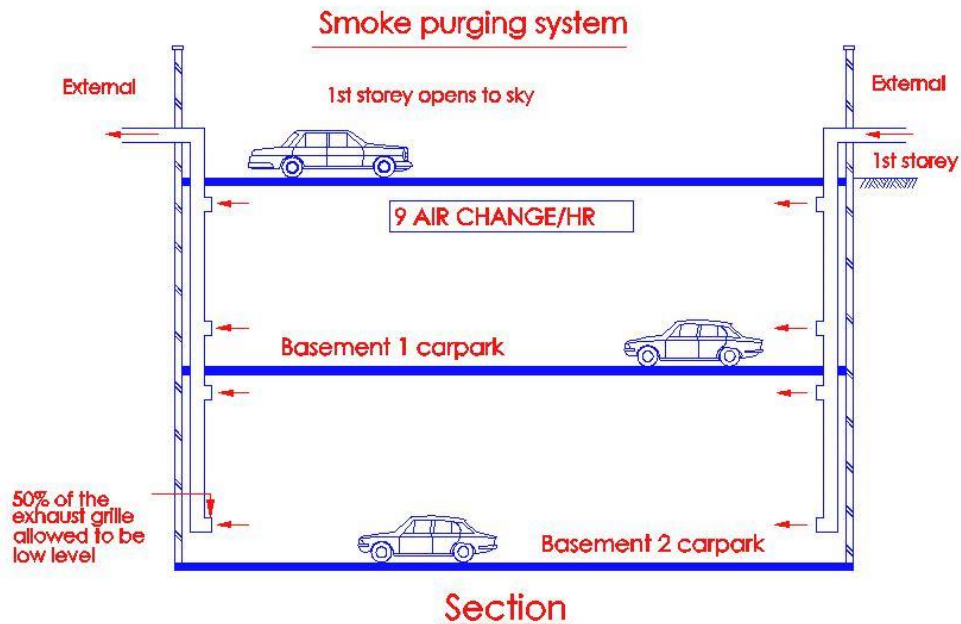 Smoke purging system
External
External
1st storey opens to sky
1st storey
9 AIR CHANGE/HR
Basement 1 carpark
50% of the
exhaust grille
allowed to be
low level
Basement 2 carpark
Section